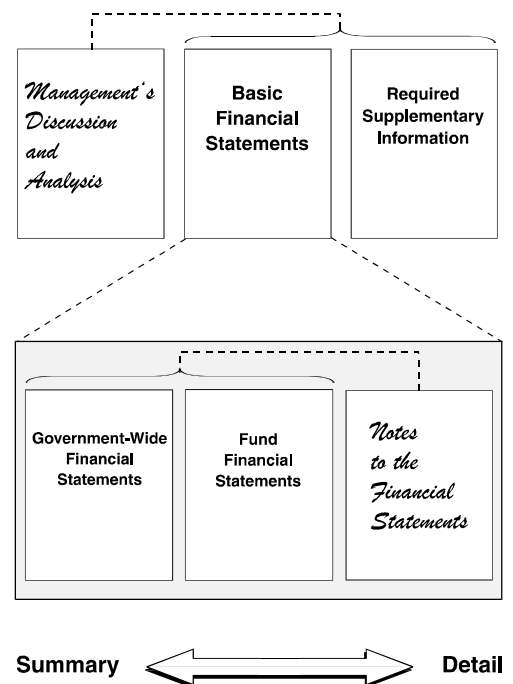 Management's
Discussion
and
Analysis
Basic
Financial
Statements
Required
Supplementary
Information
Government-Wide
Financial
Statements
Fund
Financial
Statements
Notes
to the
Financial
Statements
Summary
Detail